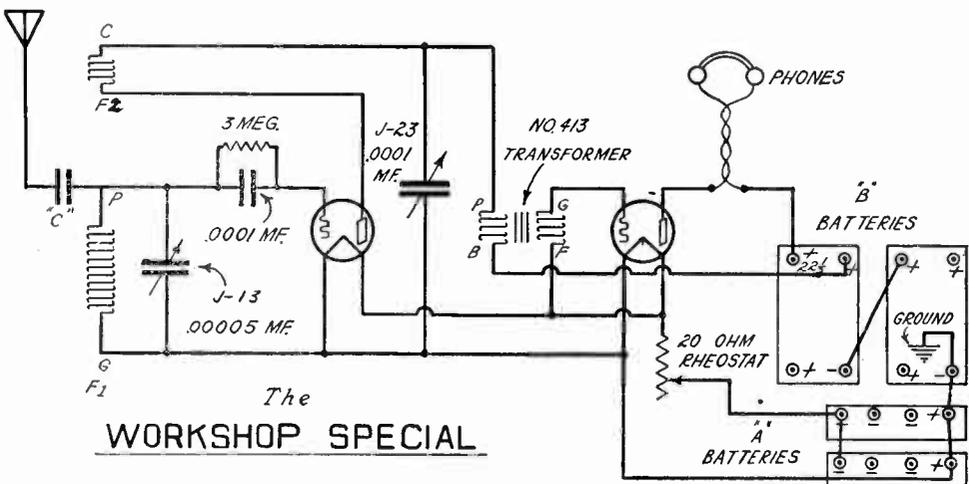 C
F2
3 MEG.
J-23
.0001
MF.
NO. 413
TRANSFORMER
PHONES
"B"
BATTERIES
"C"
P
.0001 MF.
J-13
.00005 MF.
G
F1
P
B
G
F
-
+
22½
+
+
+
GROUND
+
-
+
-
20 OHM
RHEOSTAT
"A"
BATTERIES
- - - +
- - - +
The
WORKSHOP SPECIAL